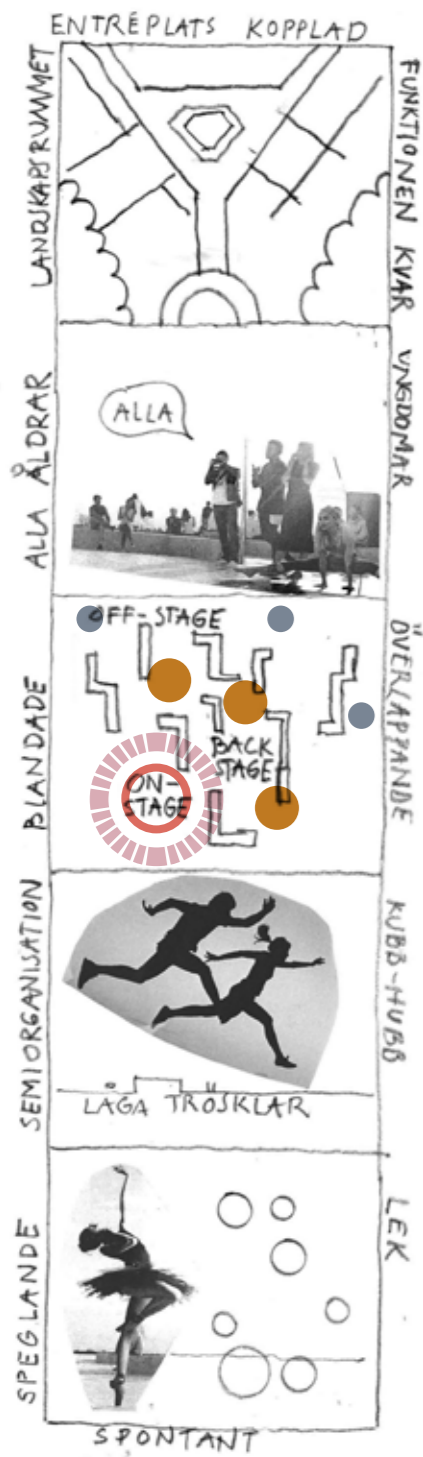 ENTRÉPLATS KOPPLAD
LANDSKAPSRUMMET
FUNKTIONEN KVAR
ALLA
ALLA ÅLDRAR
UNGDOMAR
OFF-STAGE
BACK
STAGE
ON-
STAGE
BLANDADE
ÖVERLAPPANDE
SEMIORGANISATION
KUBB-HUBB
LÅGA TRÖSKLAR
SPEGLANDE
LEK
SPONTANT